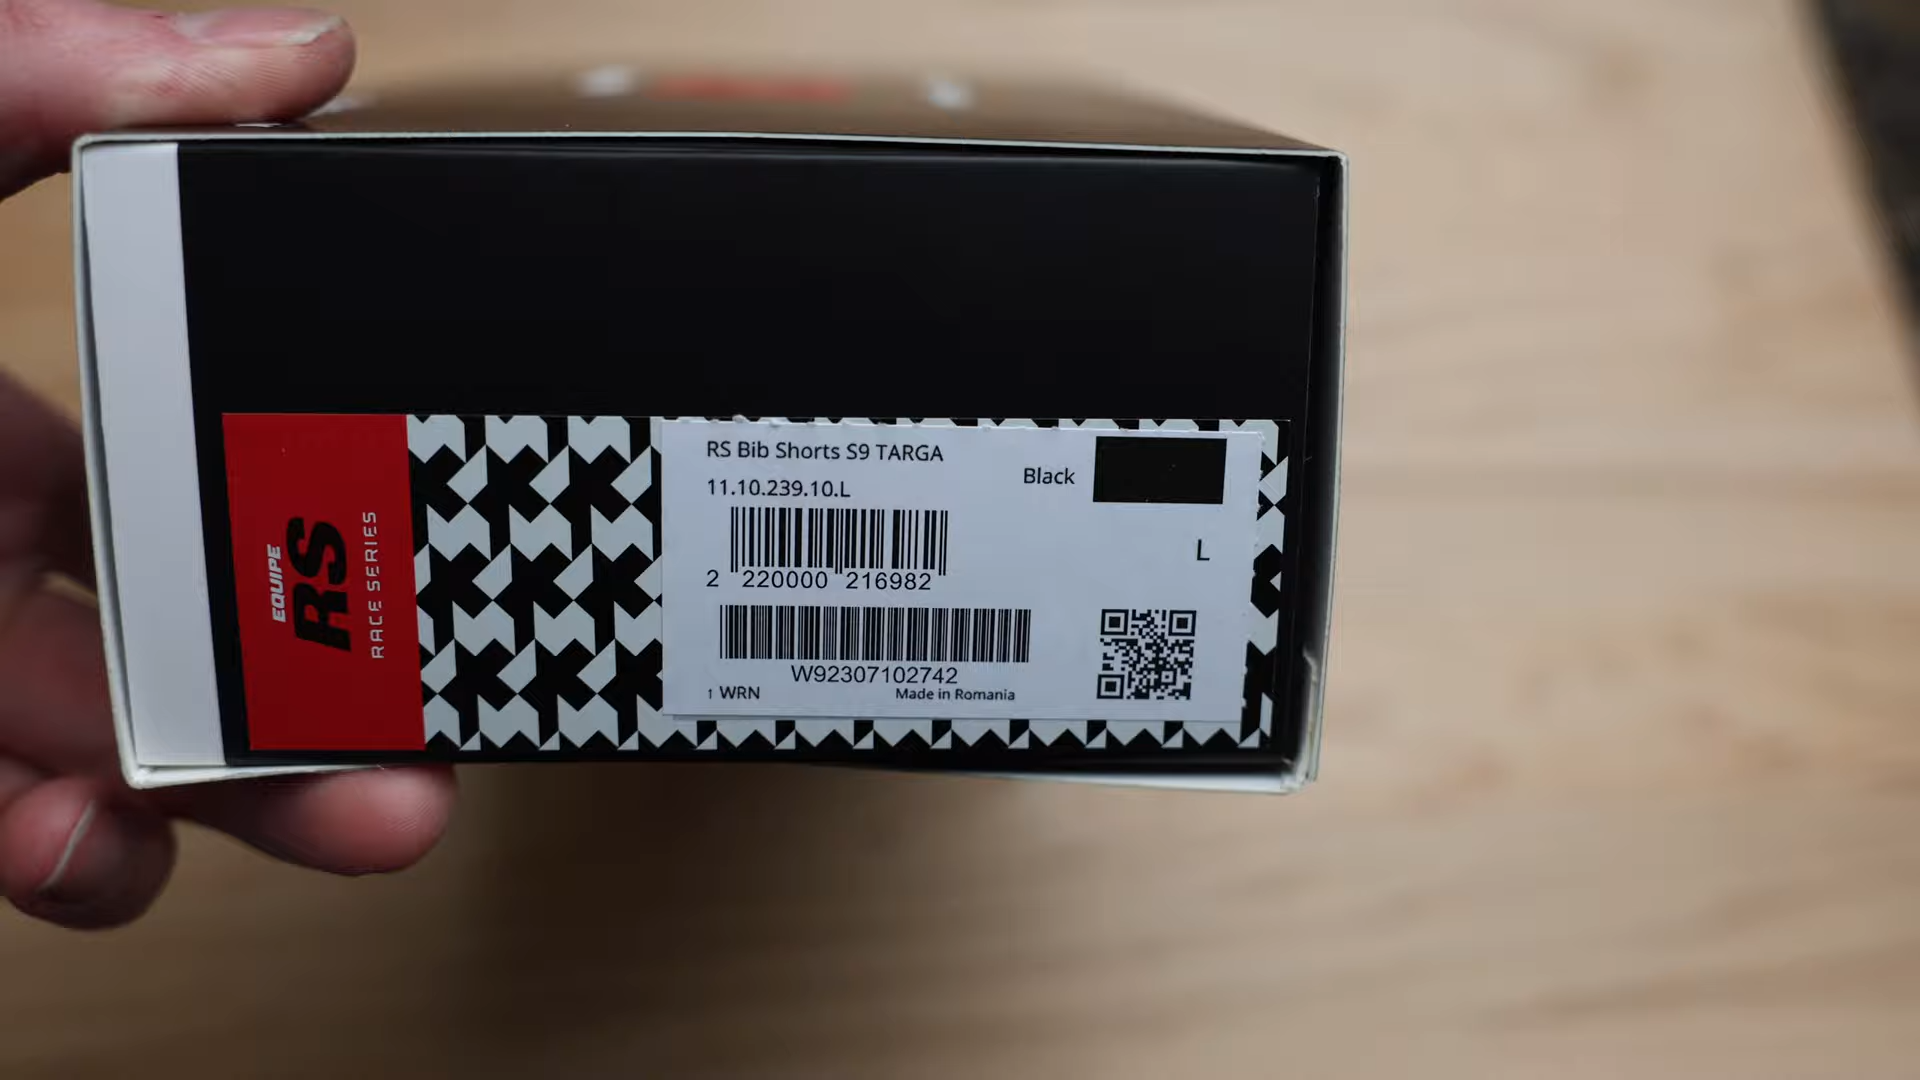 EQUIPE
RS
RACE SERIES
RS Bib Shorts S9 TARGA
11.10.239.10.L
Black
L
2 220000 216982
W92307102742
1 WRN
Made in Romania